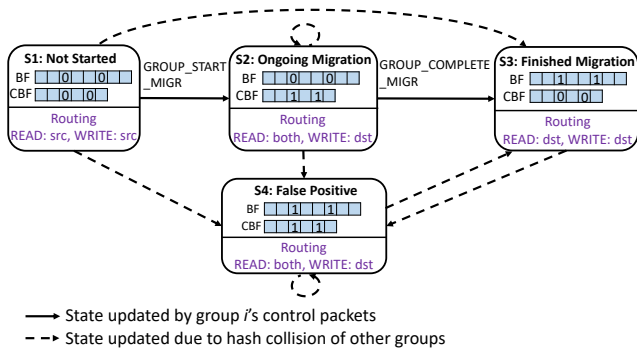 S1: Not Started
BF 0 0
CBF 0 0
Routing
READ: src, WRITE: src
GROUP_START
_MIGR
S2: Ongoing Migration
BF 0 0
CBF 1 1
Routing
READ: both, WRITE: dst
GROUP_COMPLETE
_MIGR
S3: Finished Migration
BF 1 1
CBF 0 0
Routing
READ: dst, WRITE: dst
S4: False Positive
BF 1 1
CBF 1 1
Routing
READ: both, WRITE: dst
State updated by group i's control packets
State updated due to hash collision of other groups